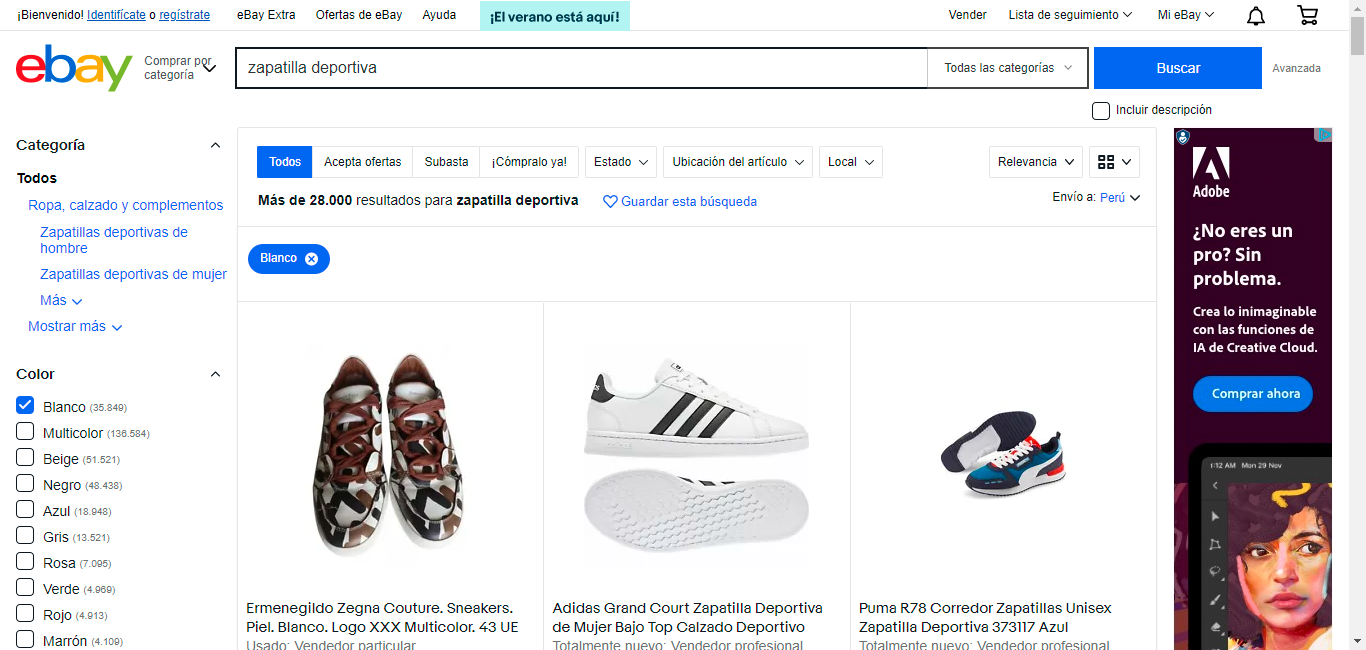 ¡Bienvenido! Identifícate o regístrate
eBay Extra
Ofertas de eBay
Ayuda
¡El verano está aquí!
Vender
Lista de seguimiento
Mi eBay
ebay
Comprar por
categoría
zapatilla deportiva
Todas las categorías
Buscar
Avanzada
Incluir descripción
Categoría
Todos
Ropa, calzado y complementos
Zapatillas deportivas de
hombre
Zapatillas deportivas de mujer
Más
Mostrar más
Color
Blanco (35.849)
Multicolor (136.584)
Beige (51.521)
Negro (48.438)
Azul (18.948)
Gris (13.521)
Rosa (7.095)
Verde (4.969)
Rojo (4.913)
Marrón (4.109)
Todos
Acepta ofertas
Subasta
¡Cómpralo ya!
Estado
Ubicación del artículo
Local
Relevancia
Más de 28.000 resultados para zapatilla deportiva
Guardar esta búsqueda
Envío a: Perú
Blanco
Ermenegildo Zegna Couture. Sneakers.
Piel. Blanco. Logo XXX Multicolor. 43 UE
Usado: Vendedor particular
Adidas Grand Court Zapatilla Deportiva
de Mujer Bajo Top Calzado Deportivo
Totalmente nuevo: Vendedor profesional
Puma R78 Corredor Zapatillas Unisex
Zapatilla Deportiva 373117 Azul
Totalmente nuevo: Vendedor profesional
Adobe
¿No eres un
pro? Sin
problema.
Crea lo inimaginable
con las funciones de
IA de Creative Cloud.
Comprar ahora
1:12 AM Mon 29 Nov